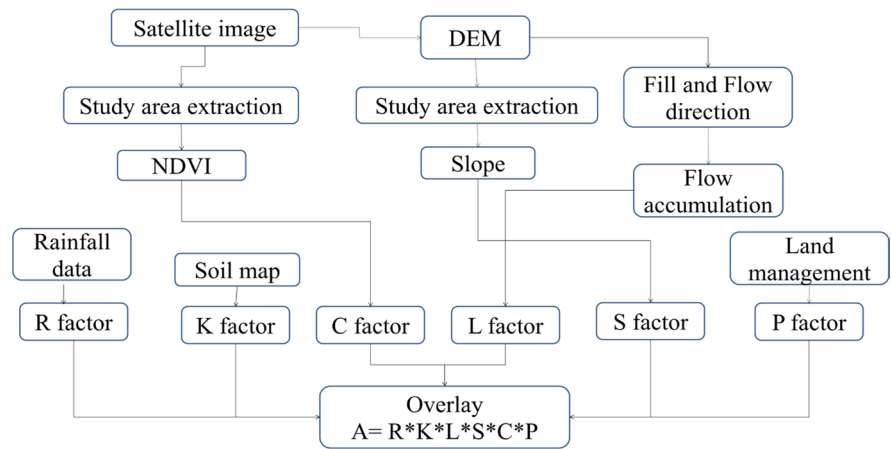 Satellite image
DEM
Study area extraction
Study area extraction
Fill and Flow
direction
NDVI
Slope
Flow
accumulation
Rainfall
data
Soil map
Land
management
R factor
K factor
C factor
L factor
S factor
P factor
Overlay
A= R*K*L*S*C*P